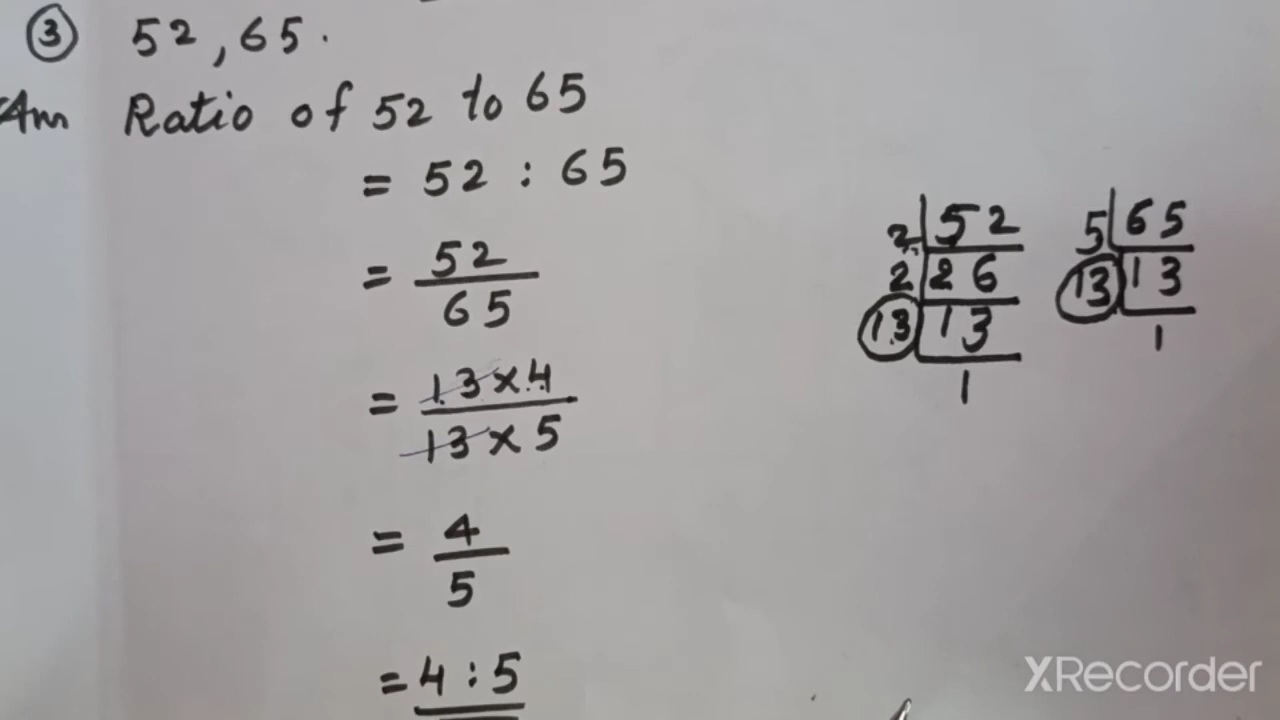 ③ 52, 65.
Ans Ratio of 52 to 65
= 52 : 65
= 52
65
= 13 × 4
13 × 5
= 4
5
= 4 : 5
2 52
2 26
13 13
1
5 65
13 13
1
XRecorder